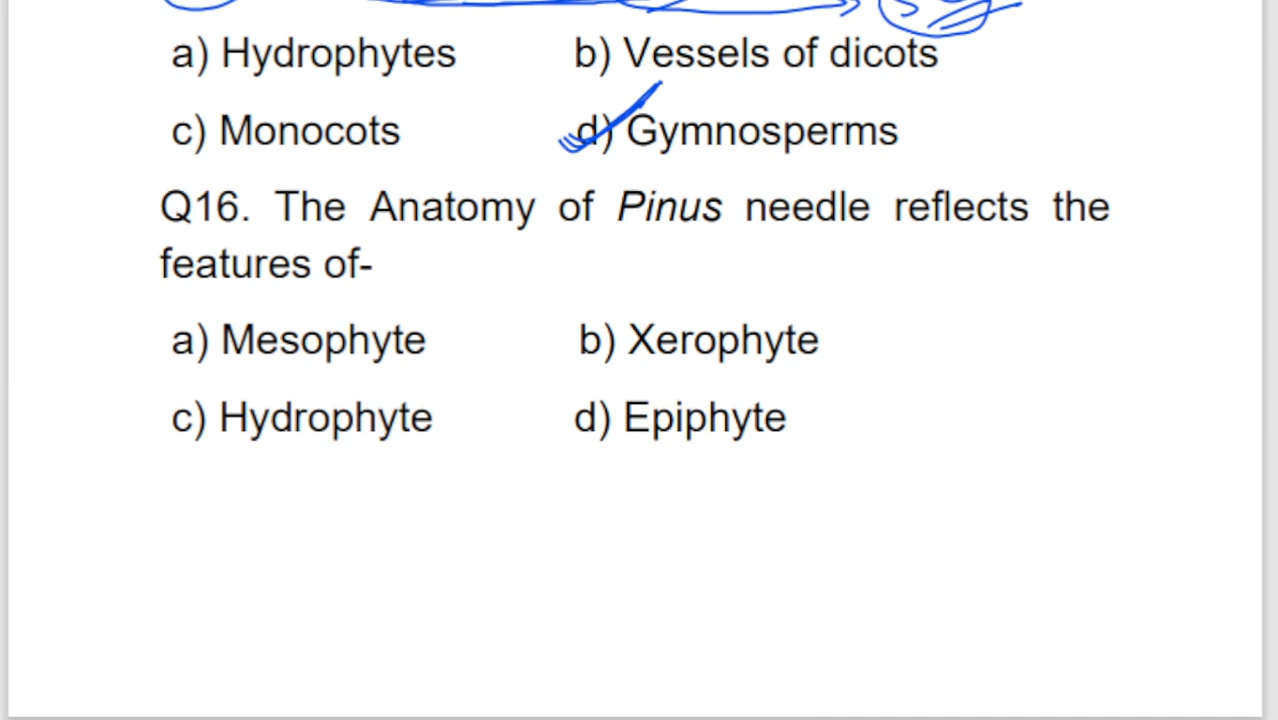 a) Hydrophytes b) Vessels of dicots
c) Monocots d) Gymnosperms
Q16. The Anatomy of Pinus needle reflects the
features of-
a) Mesophyte b) Xerophyte
c) Hydrophyte d) Epiphyte